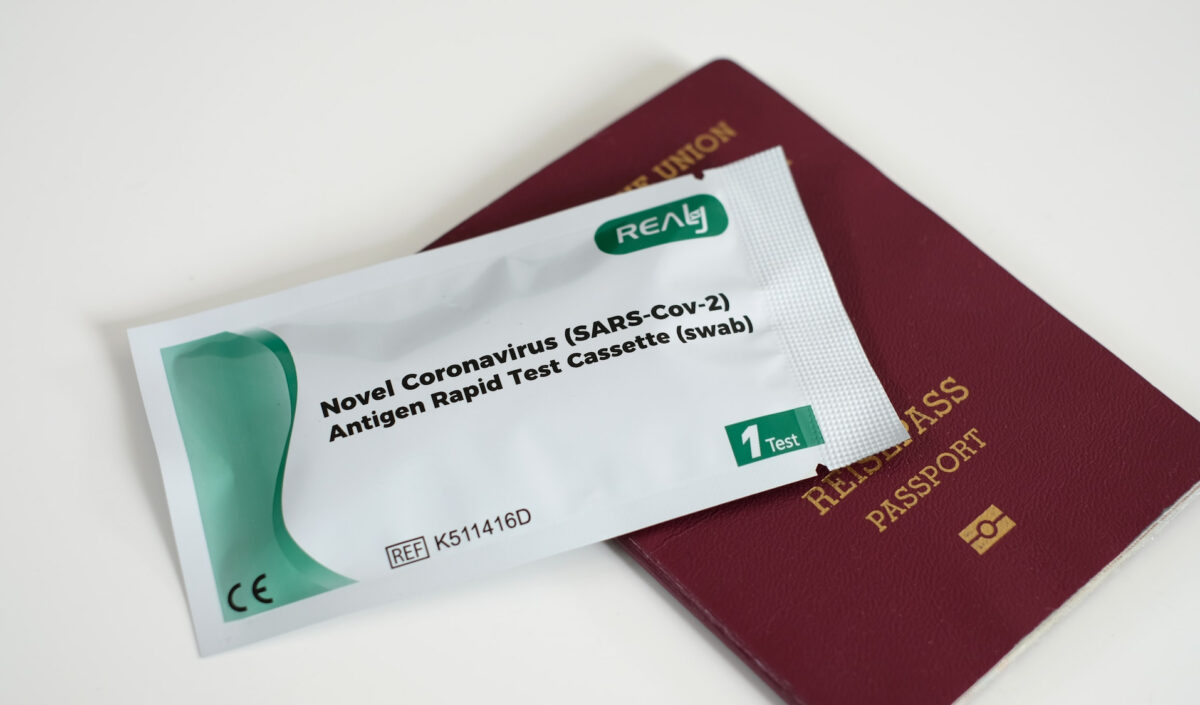 UNION
REALY
Novel Coronavirus (SARS-Cov-2)
Antigen Rapid Test Cassette (swab)
1 Test
REF K511416D
CE
REISEPASS
PASSPORT